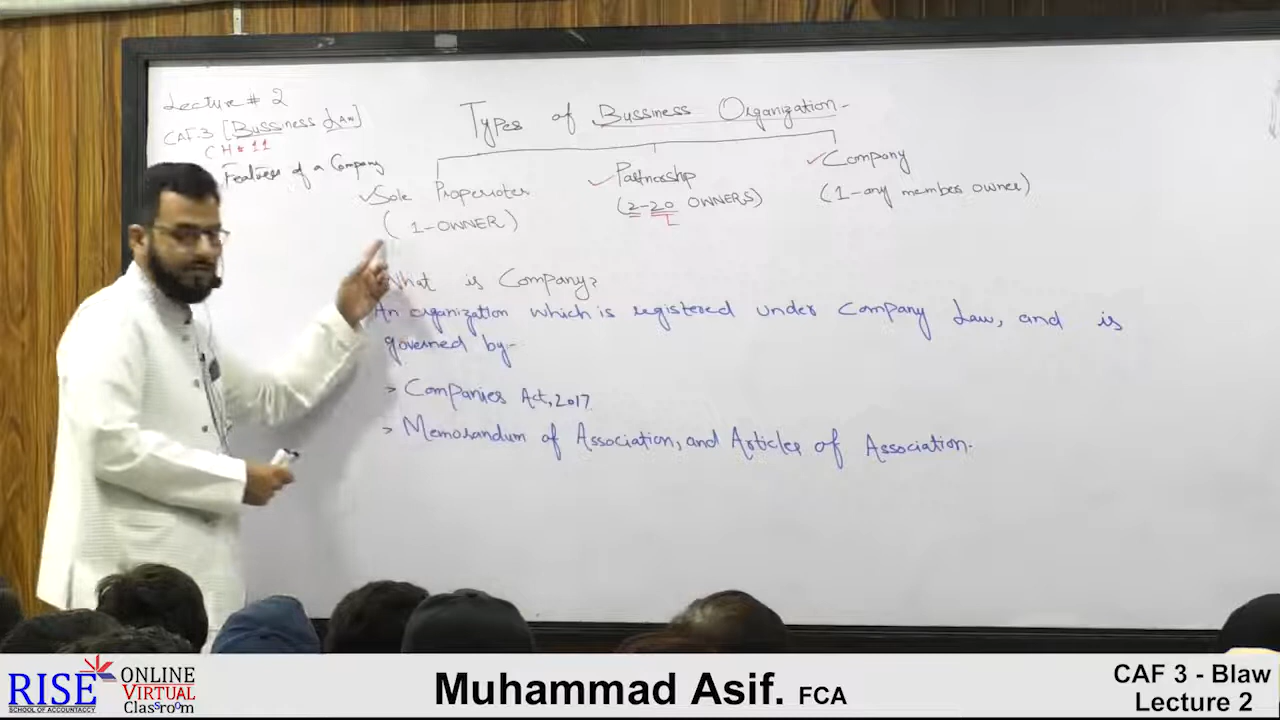 Lecture # 2
CAF.3 [Bussiness Law]
CH # 11
Features of a Company
Types of Bussiness Organization
Sole Properioter
(1-OWNER)
Partnership
(2-20 OWNERS)
Company
(1-any member owner)
What is Company?
An organization which is registered under Company Law, and is
governed by:-
> Companies Act, 2017.
> Memorandum of Association, and Articles of Association.
RISE
SCHOOL OF ACCOUNTACY
ONLINE
VIRTUAL
Classroom
Muhammad Asif. FCA
CAF 3 - Blaw
Lecture 2